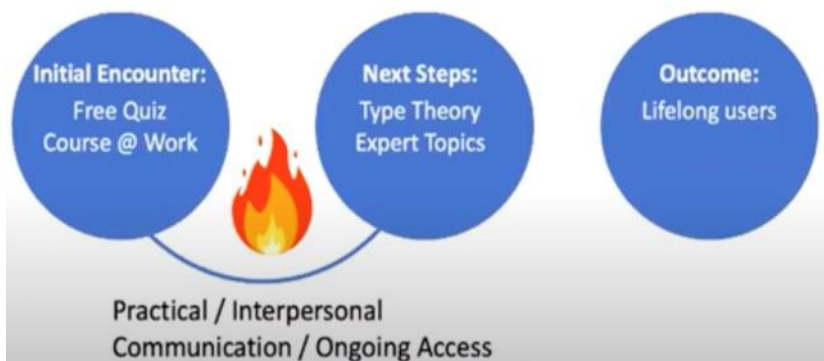 Initial Encounter:
Free Quiz
Course @ Work
Next Steps:
Type Theory
Expert Topics
Outcome:
Lifelong users
Practical / Interpersonal
Communication / Ongoing Access